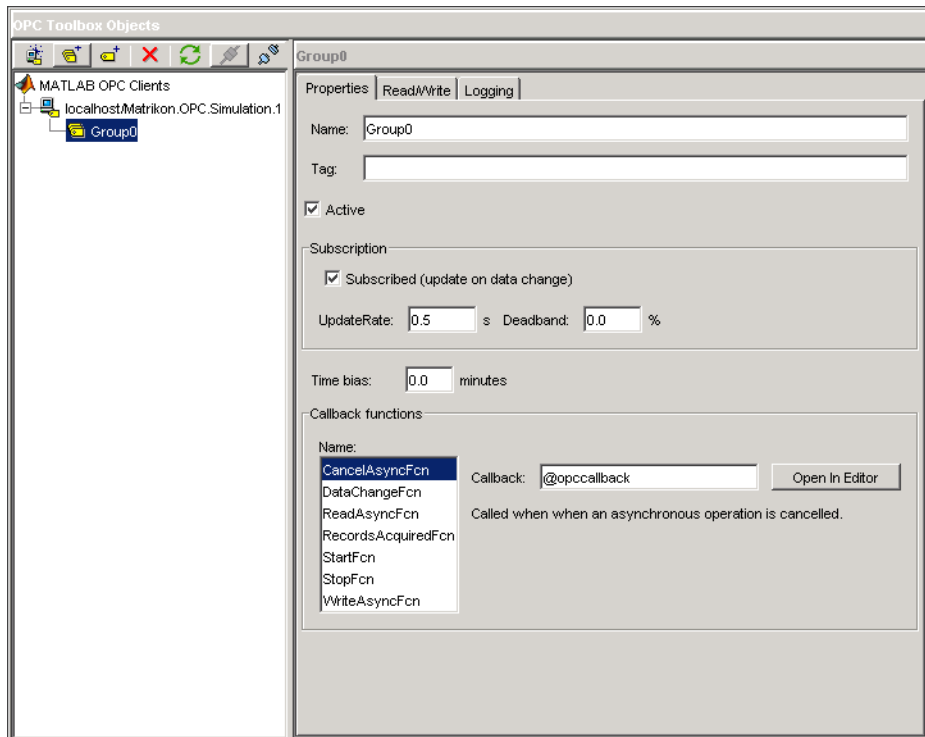 OPC Toolbox Objects
Group0
MATLAB OPC Clients
localhost/Matrikon.OPC.Simulation.1
Group0
Properties
Read/Write
Logging
Name:
Group0
Tag:
Active
Subscription
Subscribed (update on data change)
UpdateRate: 0.5 s Deadband: 0.0 %
Time bias: 0.0 minutes
Callback functions
Name:
CancelAsyncFcn
DataChangeFcn
ReadAsyncFcn
RecordsAcquiredFcn
StartFcn
StopFcn
WriteAsyncFcn
Callback: @opccallback Open In Editor
Called when when an asynchronous operation is cancelled.